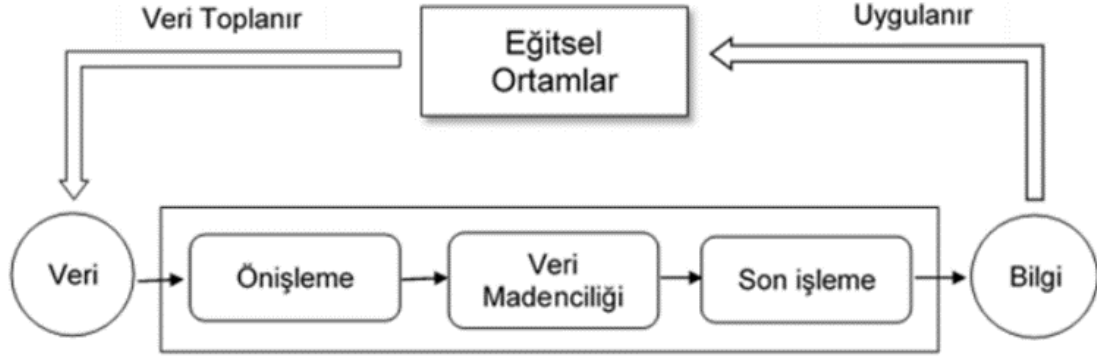 Veri Toplanır
Eğitsel
Ortamlar
Uygulanır
Veri
Önişleme
Veri
Madenciliği
Son işleme
Bilgi